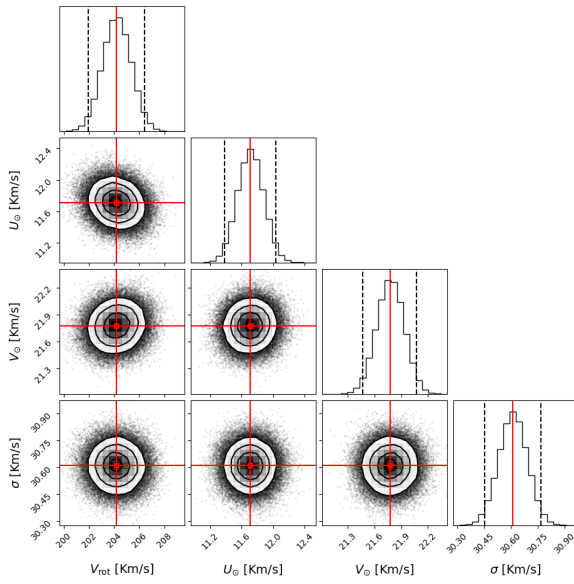 12.4
12.0
11.6
11.2
U⊙ [Km/s]
22.2
21.9
21.6
21.3
V⊙ [Km/s]
30.90
30.75
30.60
30.45
30.30
σ [Km/s]
200 202 204 206 208
11.2 11.6 12.0 12.4
21.3 21.6 21.9 22.2
30.30 30.45 30.60 30.75 30.90
Vrot [Km/s]
U⊙ [Km/s]
V⊙ [Km/s]
σ [Km/s]